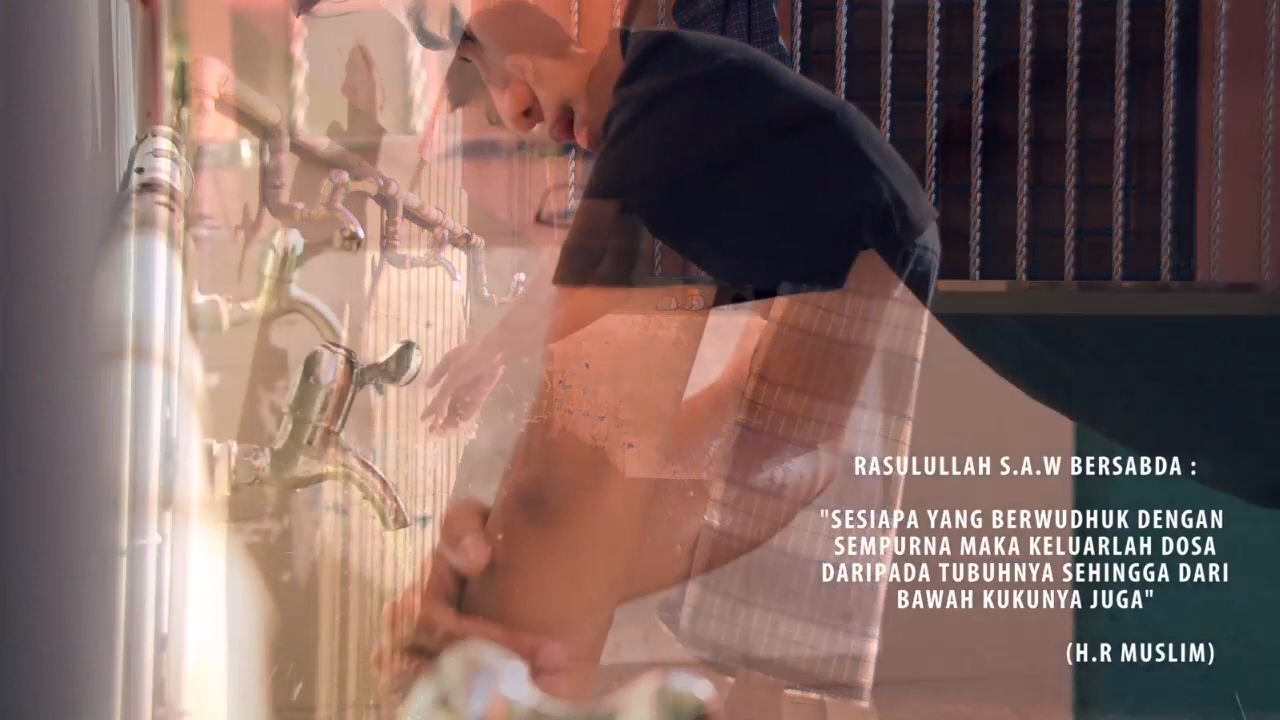 RASULULLAH S.A.W BERSABDA :
"SESIAPA YANG BERWUDHUK DENGAN
SEMPURNA MAKA KELUARLAH DOSA
DARIPADA TUBUHNYA SEHINGGA DARI
BAWAH KUKUNYA JUGA"
(H.R MUSLIM)